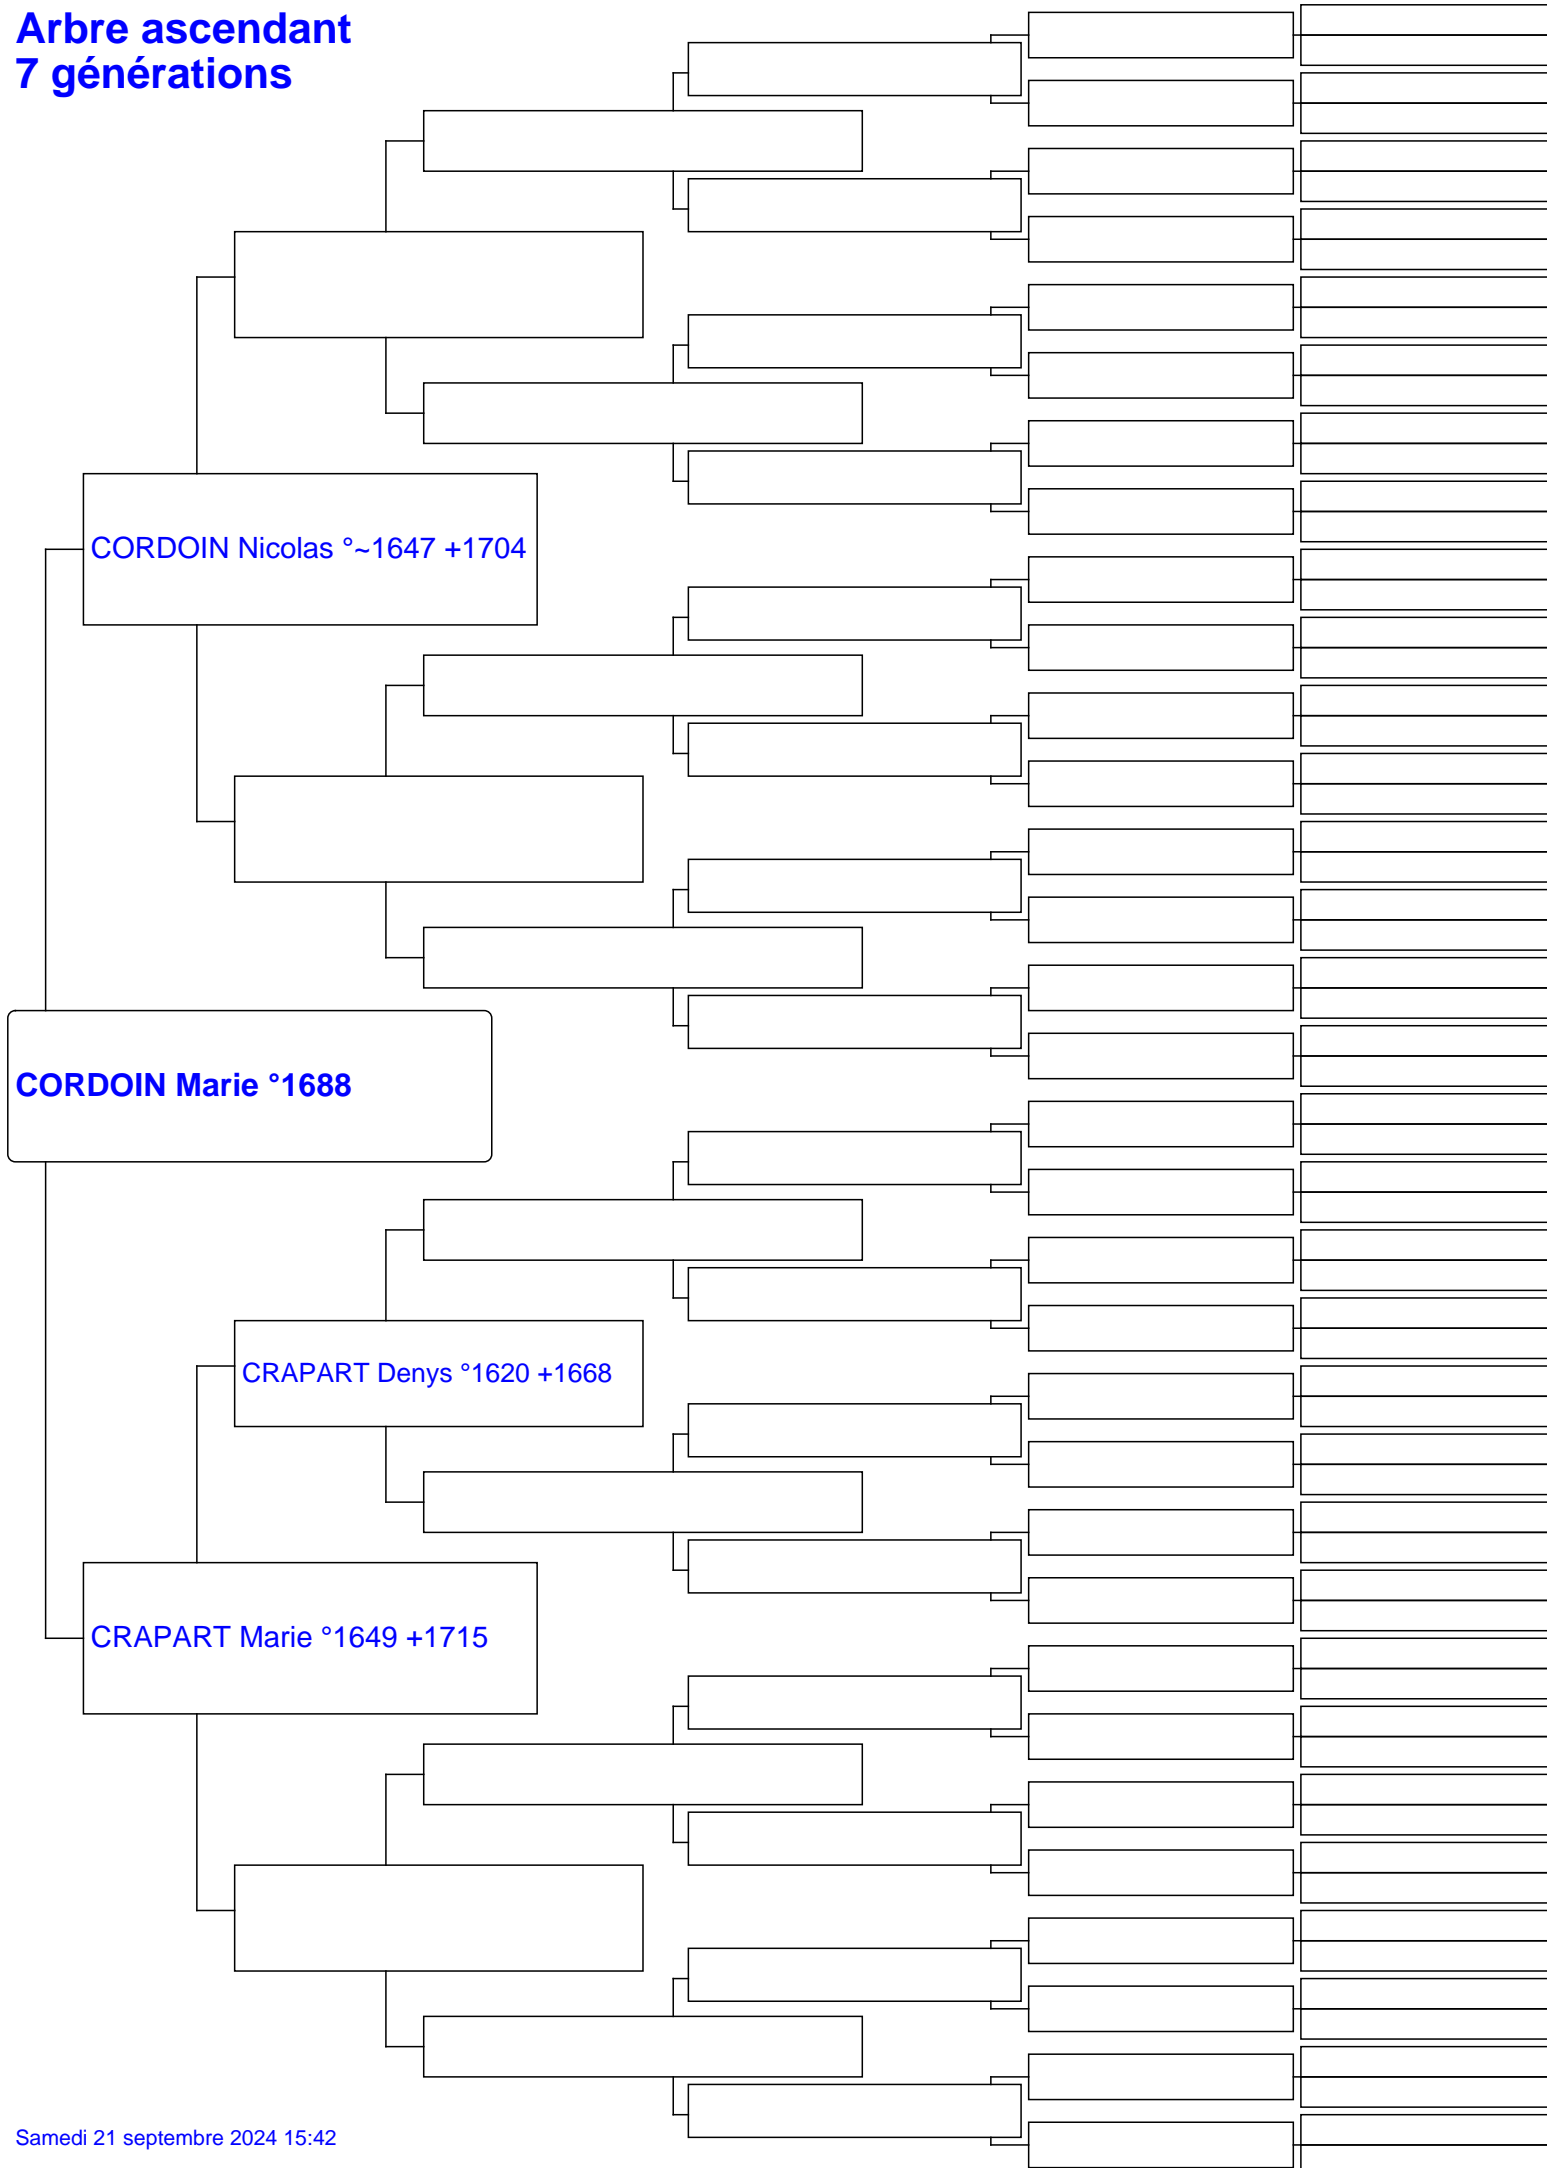 Arbre ascendant
7 générations
CORDOIN Nicolas °~1647 +1704
CORDOIN Marie °1688
CRAPART Denys °1620 +1668
CRAPART Marie °1649 +1715
Samedi 21 septembre 2024 15:42